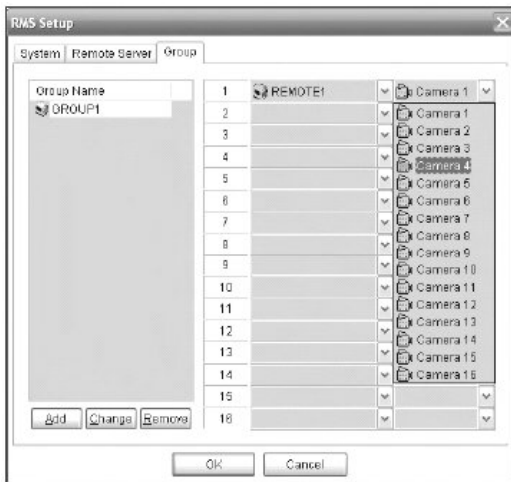 RMS Setup
System Remote Server Group
Group Name
GROUP1
Add Change Remove
1 REMOTE1 Camera 1
2 Camera 1
3 Camera 2
4 Camera 3
5 Camera 4
6 Camera 5
7 Camera 6
8 Camera 7
9 Camera 8
10 Camera 9
11 Camera 10
12 Camera 11
13 Camera 12
14 Camera 13
15 Camera 14
16 Camera 15
Camera 16
OK Cancel